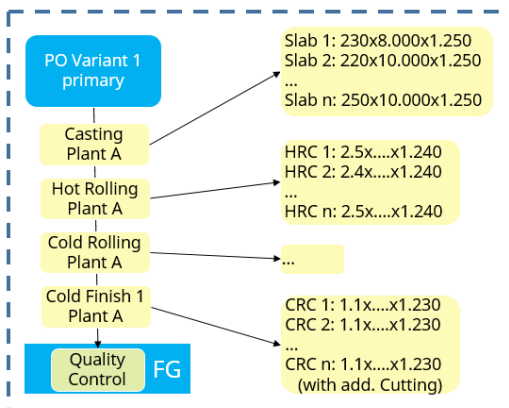 PO Variant 1
primary
Casting
Plant A
Hot Rolling
Plant A
Cold Rolling
Plant A
Cold Finish 1
Plant A
Quality
Control
FG
Slab 1: 230x8.000x1.250
Slab 2: 220x10.000x1.250
...
Slab n: 250x10.000x1.250
HRC 1: 2.5x....x1.240
HRC 2: 2.4x....x1.240
...
HRC n: 2.5x....x1.240
...
CRC 1: 1.1x....x1.230
CRC 2: 1.1x....x1.230
...
CRC n: 1.1x....x1.230
(with add. Cutting)